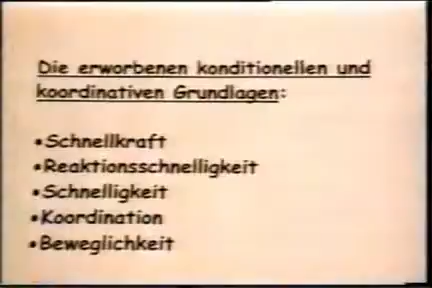 Die erworbenen konditionellen und
koordinativen Grundlagen:
•Schnellkraft
•Reaktionsschnelligkeit
•Schnelligkeit
•Koordination
•Beweglichkeit